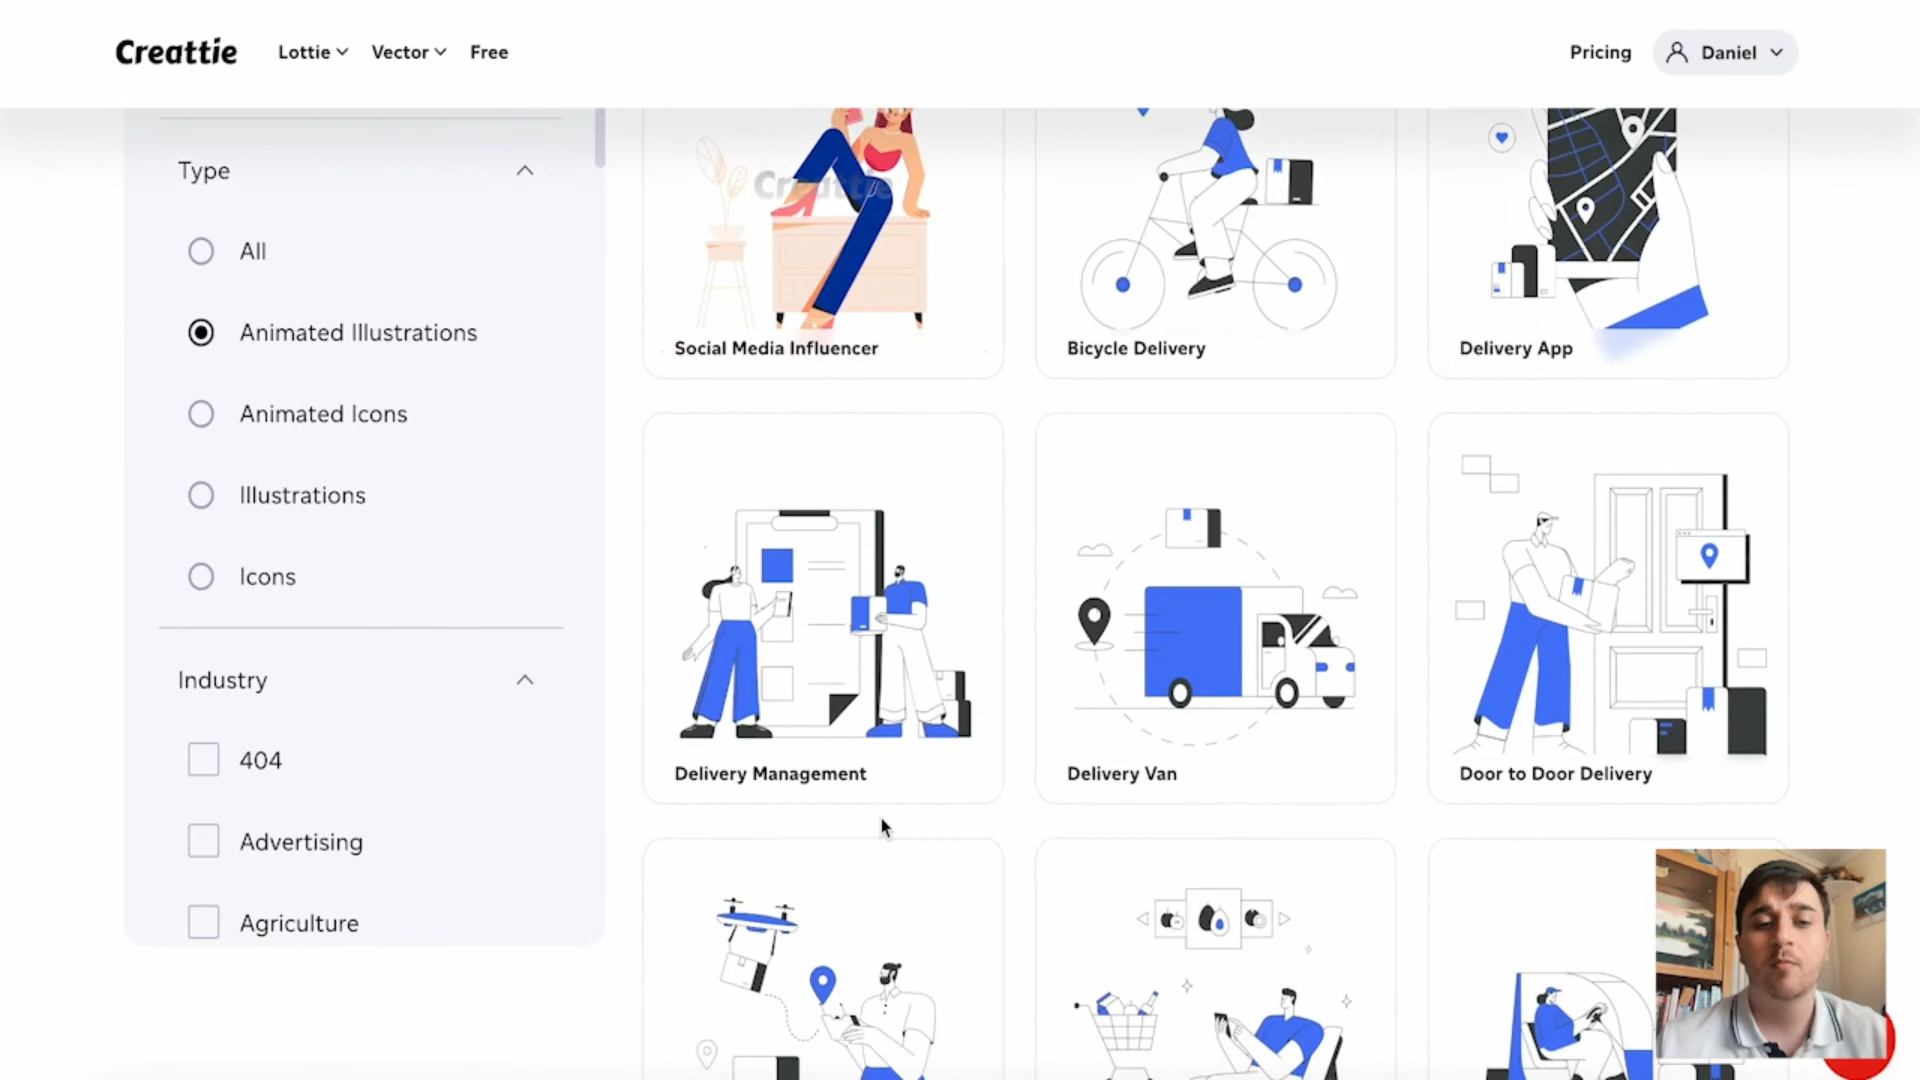 Creattie
Lottie
Vector
Free
Pricing
Daniel
Type
All
Animated Illustrations
Animated Icons
Illustrations
Icons
Industry
404
Advertising
Agriculture
Creattie
Social Media Influencer
Bicycle Delivery
Delivery App
Delivery Management
Delivery Van
Door to Door Delivery